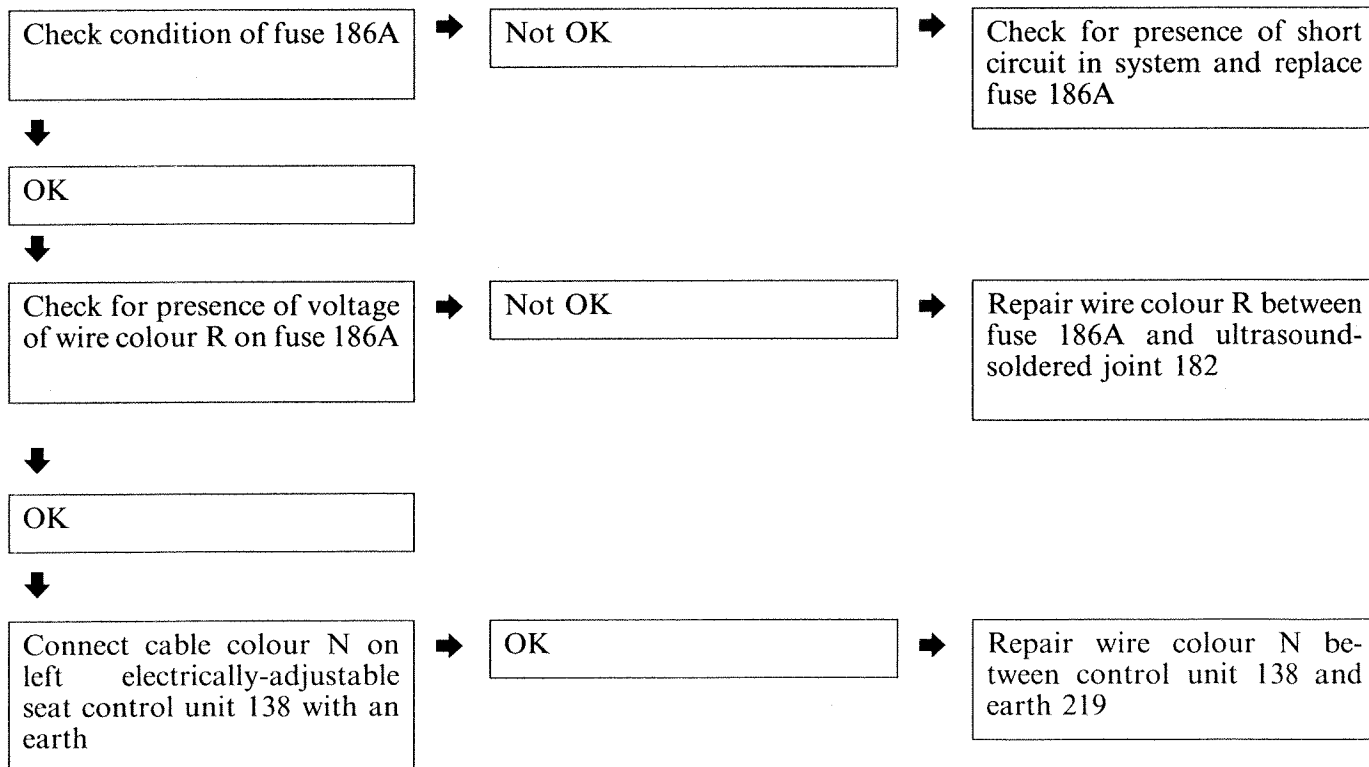 Check condition of fuse 186A
Not OK
Check for presence of short
circuit in system and replace
fuse 186A
OK
Check for presence of voltage
of wire colour R on fuse 186A
Not OK
Repair wire colour R between
fuse 186A and ultrasound-
soldered joint 182
OK
Connect cable colour N on
left electrically-adjustable
seat control unit 138 with an
earth
OK
Repair wire colour N be-
tween control unit 138 and
earth 219